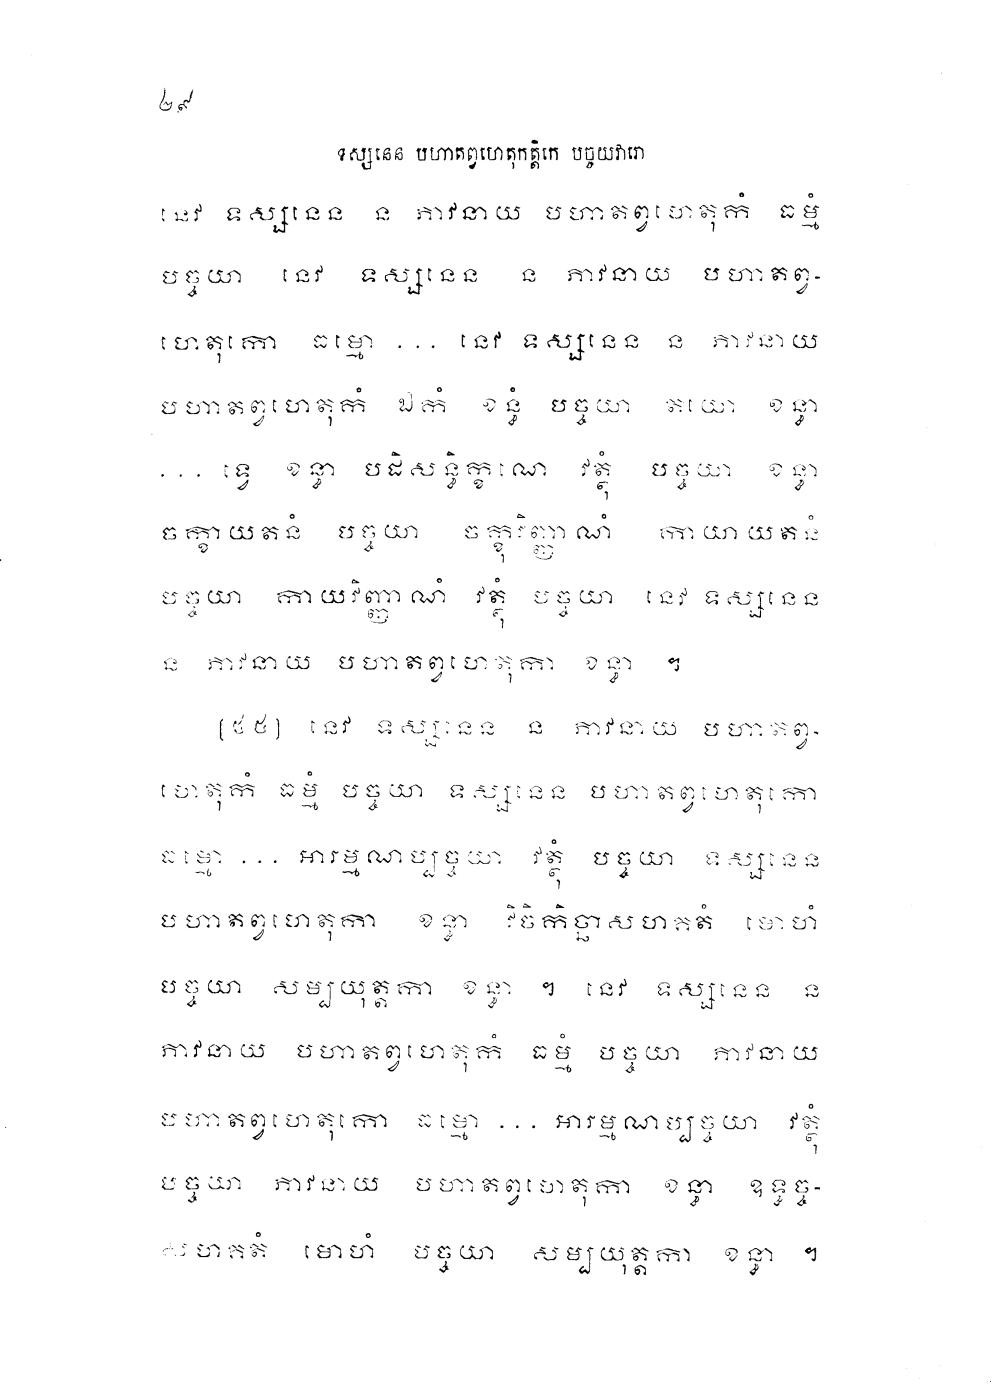 ២៩
ទស្សនេន បហាតព្វហេតុកត្តិកេ បច្ចយវារោ
នេវ ទស្សនេន ន ភាវនាយ បហាតព្វហេតុកំ ធម្មំ
បច្ចយា នេវ ទស្សនេន ន ភាវនាយ បហាតព្វ-
ហេតុកោ ធម្មោ ... នេវ ទស្សនេន ន ភាវនាយ
បហាតព្វហេតុកំ ឯកំ ខន្ធំ បច្ចយា តយោ ខន្ធា
... ទ្វេ ខន្ធា បដិសន្ធិក្ខណេ វត្ថុំ បច្ចយា ខន្ធា
ចក្ខាយតនំ បច្ចយា ចក្ខុវិញ្ញាណំ កាយាយតនំ
បច្ចយា កាយវិញ្ញាណំ វត្ថុំ បច្ចយា នេវ ទស្សនេន
ន ភាវនាយ បហាតព្វហេតុកា ខន្ធា ។
[៥៥] នេវ ទស្សនេន ន ភាវនាយ បហាតព្វ-
ហេតុកំ ធម្មំ បច្ចយា ទស្សនេន បហាតព្វហេតុកោ
ធម្មោ ... អារម្មណប្បច្ចយា វត្ថុំ បច្ចយា ទស្សនេន
បហាតព្វហេតុកា ខន្ធា វិចិកិច្ឆាសហគតំ មោហំ
បច្ចយា សម្បយុត្តកា ខន្ធា ។ នេវ ទស្សនេន ន
ភាវនាយ បហាតព្វហេតុកំ ធម្មំ បច្ចយា ភាវនាយ
បហាតព្វហេតុកោ ធម្មោ ... អារម្មណប្បច្ចយា វត្ថុំ
បច្ចយា ភាវនាយ បហាតព្វហេតុកា ខន្ធា ឧទ្ធច្ច-
សហគតំ មោហំ បច្ចយា សម្បយុត្តកា ខន្ធា ។